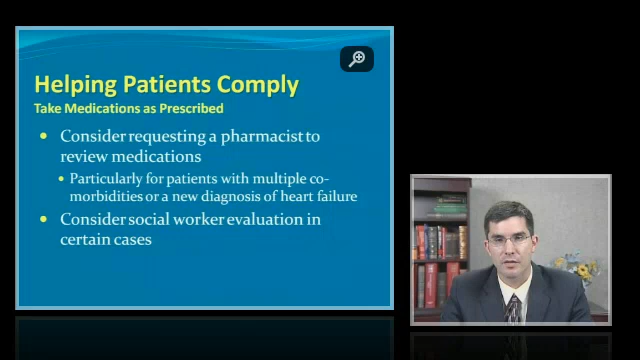 Helping Patients Comply
Take Medications as Prescribed
Consider requesting a pharmacist to
review medications
Particularly for patients with multiple co-
morbidities or a new diagnosis of heart failure
Consider social worker evaluation in
certain cases